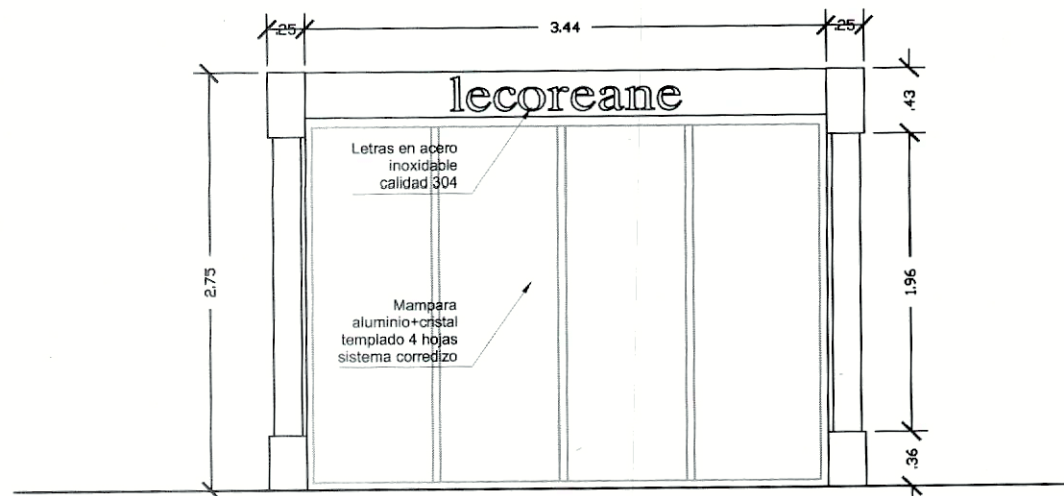 .25
3.44
.25
lecoreane
.43
Letras en acero
inoxidable
calidad 304
2.75
1.96
Mampara
aluminio+cristal
templado 4 hojas
sistema corredizo
.36